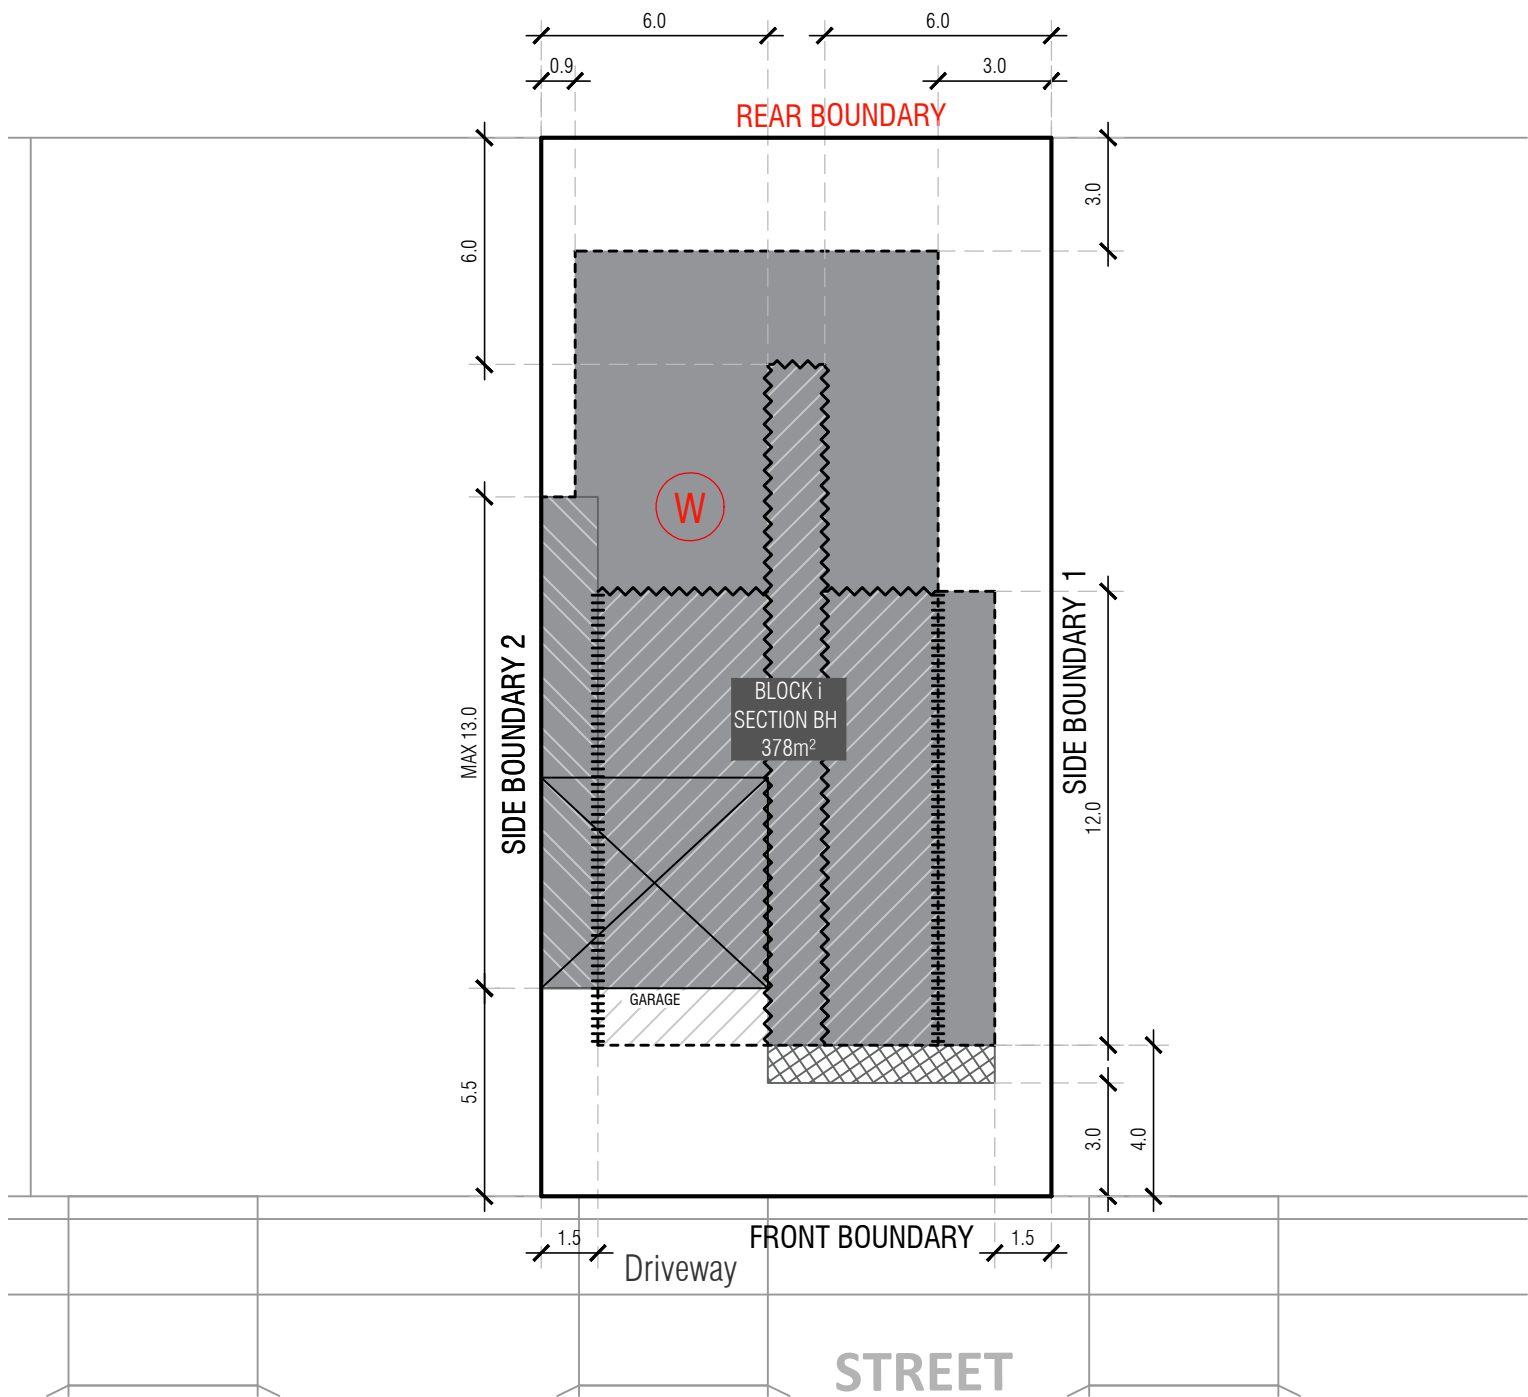 6.0
6.0
0.9
3.0
REAR BOUNDARY
3.0
6.0
W
MAX 13.0
SIDE BOUNDARY 2
BLOCK i
SECTION BH
378m²
SIDE BOUNDARY 1
12.0
GARAGE
5.5
3.0
4.0
1.5
Driveway
FRONT BOUNDARY
1.5
STREET